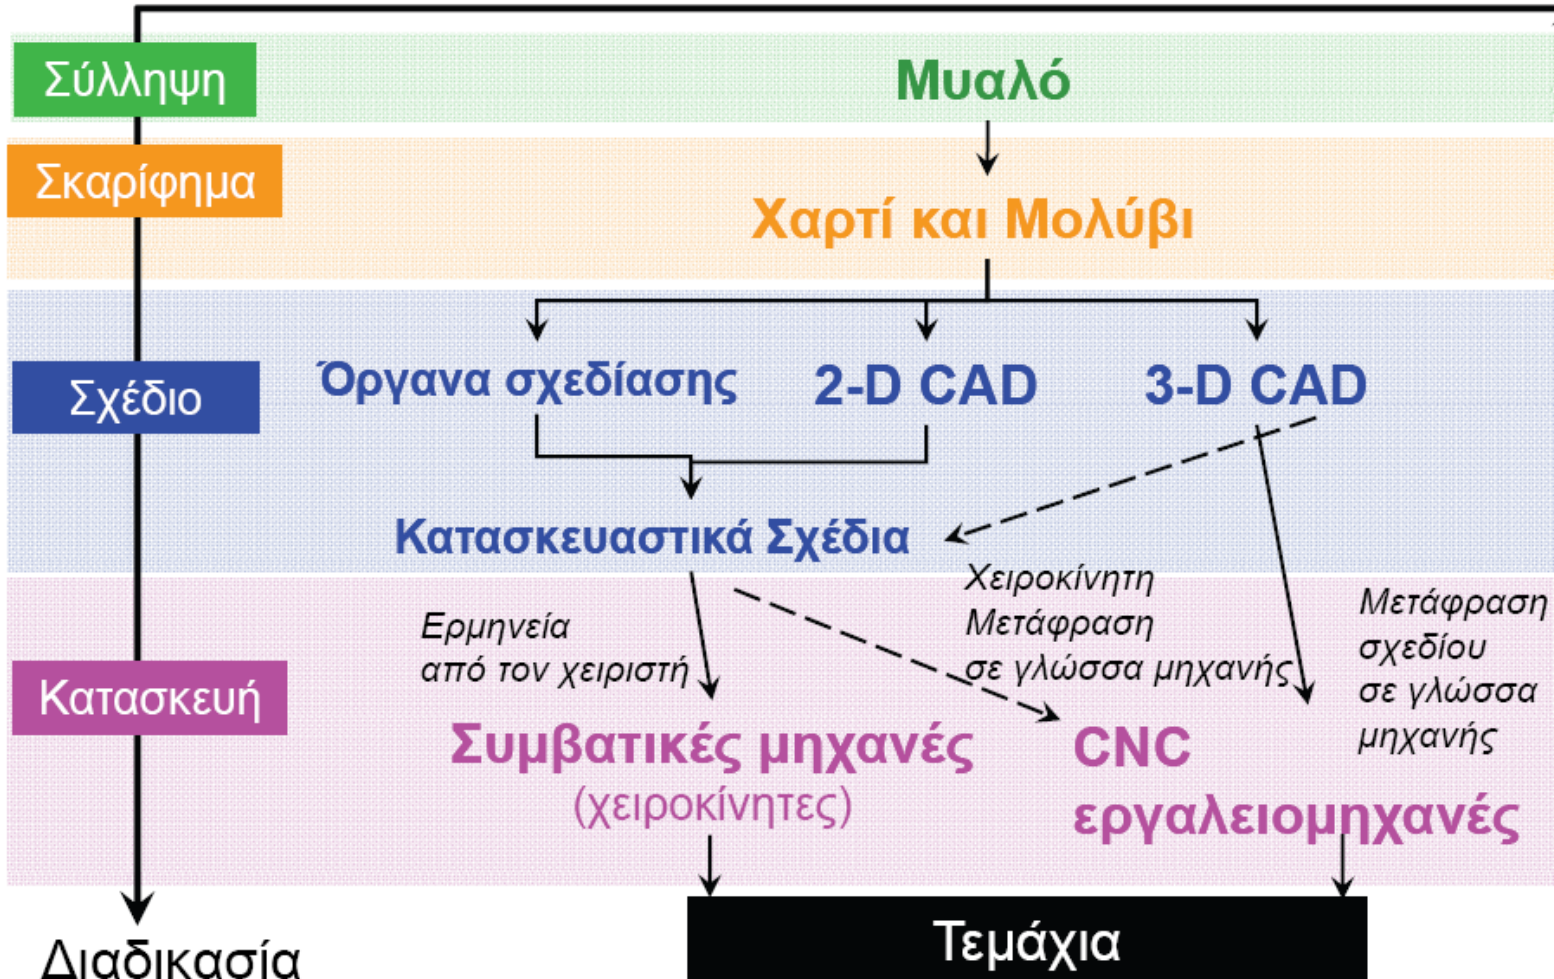 Σύλληψη
Μυαλό
Σκαρίφημα
Χαρτί και Μολύβι
Σχέδιο
Όργανα σχεδίασης
2-D CAD
3-D CAD
Κατασκευαστικά Σχέδια
Κατασκευή
Ερμηνεία
από τον χειριστή
Χειροκίνητη
Μετάφραση
σε γλώσσα μηχανής
Μετάφραση
σχεδίου
σε γλώσσα
μηχανής
Συμβατικές μηχανές
(χειροκίνητες)
CNC
εργαλειομηχανές
Διαδικασία
Τεμάχια